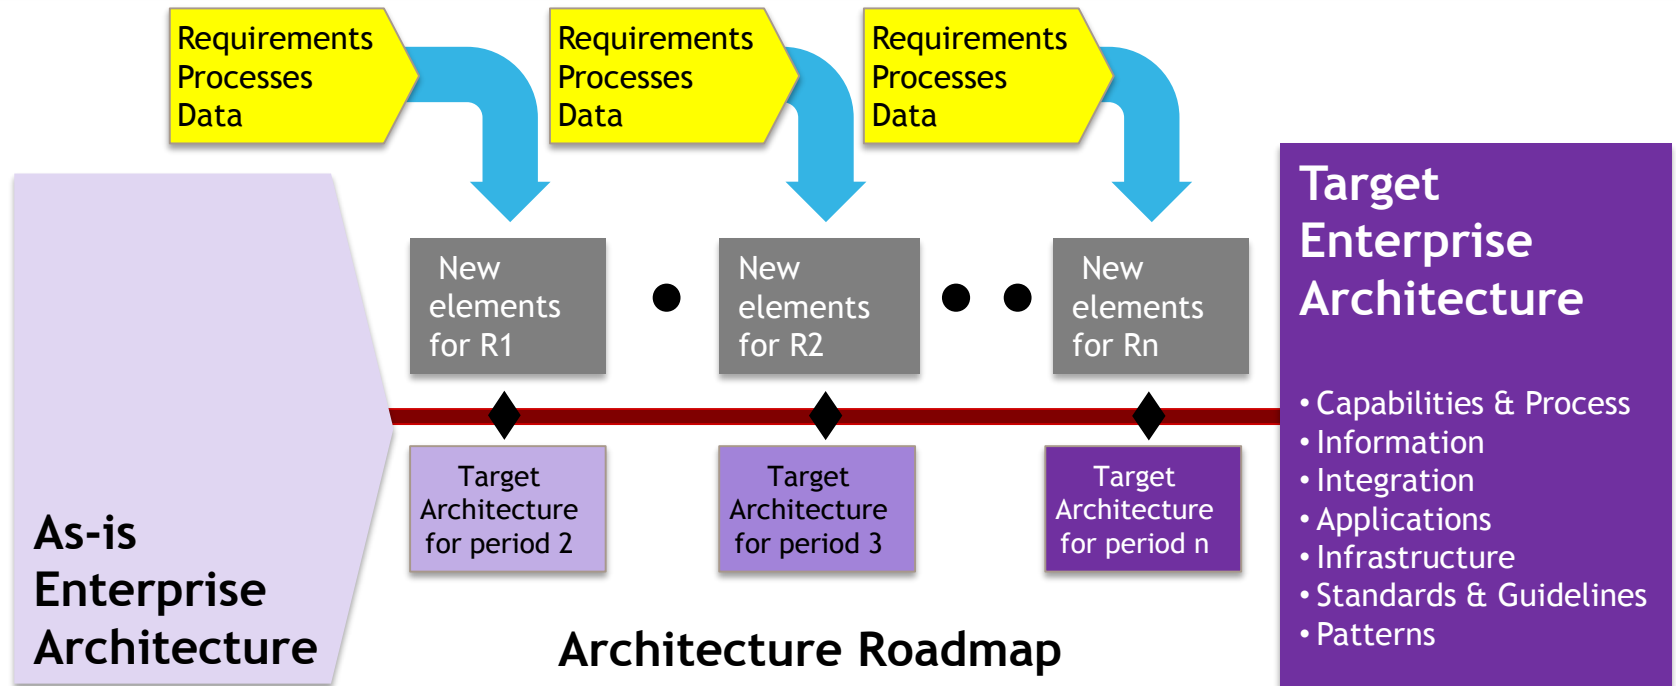 Requirements
Processes
Data
Requirements
Processes
Data
Requirements
Processes
Data
As-is
Enterprise
Architecture
New
elements
for R1
New
elements
for R2
New
elements
for Rn
Target
Architecture
for period 2
Target
Architecture
for period 3
Target
Architecture
for period n
Architecture Roadmap
Target
Enterprise
Architecture
• Capabilities & Process
• Information
• Integration
• Applications
• Infrastructure
• Standards & Guidelines
• Patterns